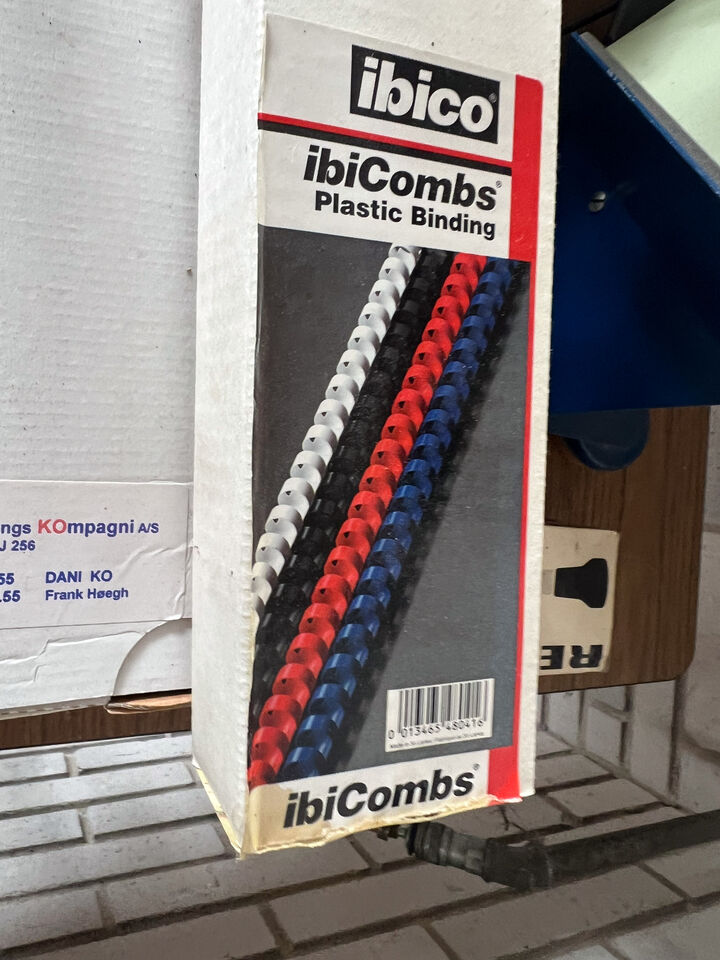 ibico®
ibiCombs®
Plastic Binding
0 013465 480416
ibiCombs®
ngs KOmpagni A/S
J 256
55 DANI KO
.55 Frank Høegh
RE